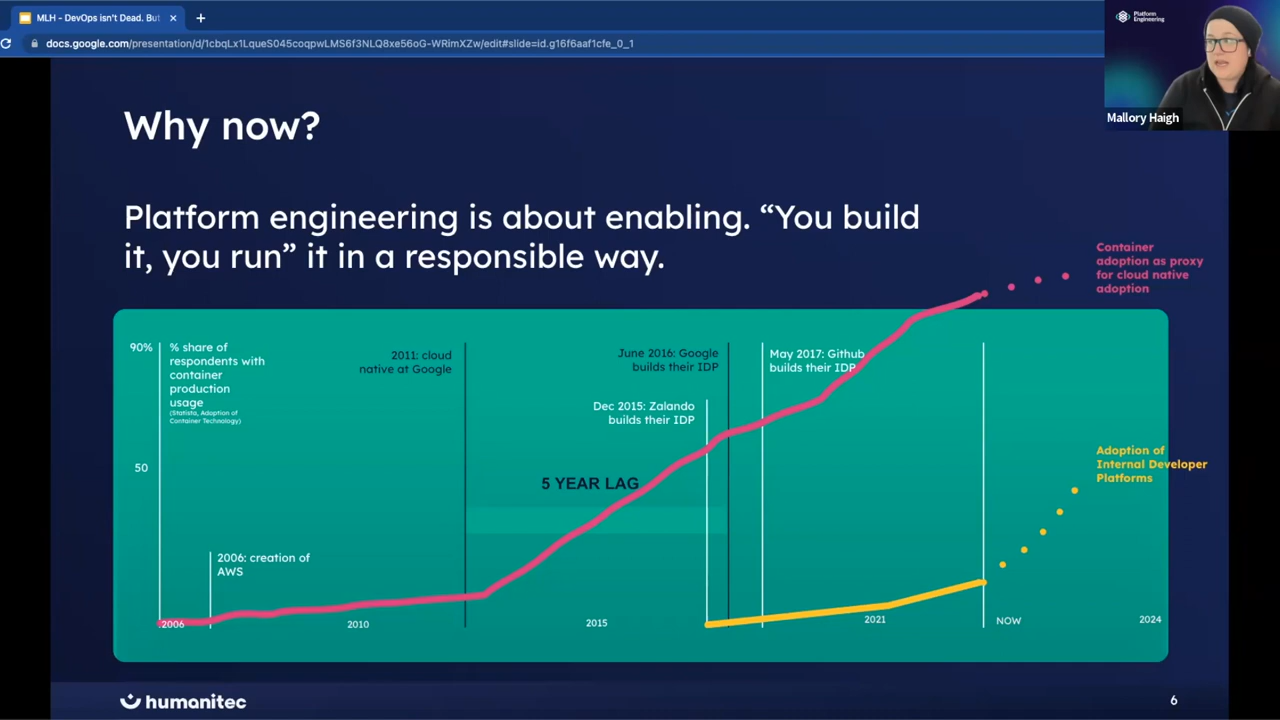 MLH - DevOps isn't Dead. But
docs.google.com/presentation/d/1cbqLx1LqueS045coqpwLMS6f3NLQ8xe56oG-WRimXZw/edit#slide=id.g16f6aaf1cfe_0_1
Platform
Engineering
Mallory Haigh
Why now?
Platform engineering is about enabling. “You build
it, you run” it in a responsible way.
Container
adoption as proxy
for cloud native
adoption
90%
% share of
respondents with
container
production
usage
(Statista, Adoption of
Container Technology)
2011: cloud
native at Google
June 2016: Google
builds their IDP
May 2017: Github
builds their IDP
Dec 2015: Zalando
builds their IDP
50
5 YEAR LAG
Adoption of
Internal Developer
Platforms
2006: creation of
AWS
2006
2010
2015
2021
NOW
2024
humanitec
6